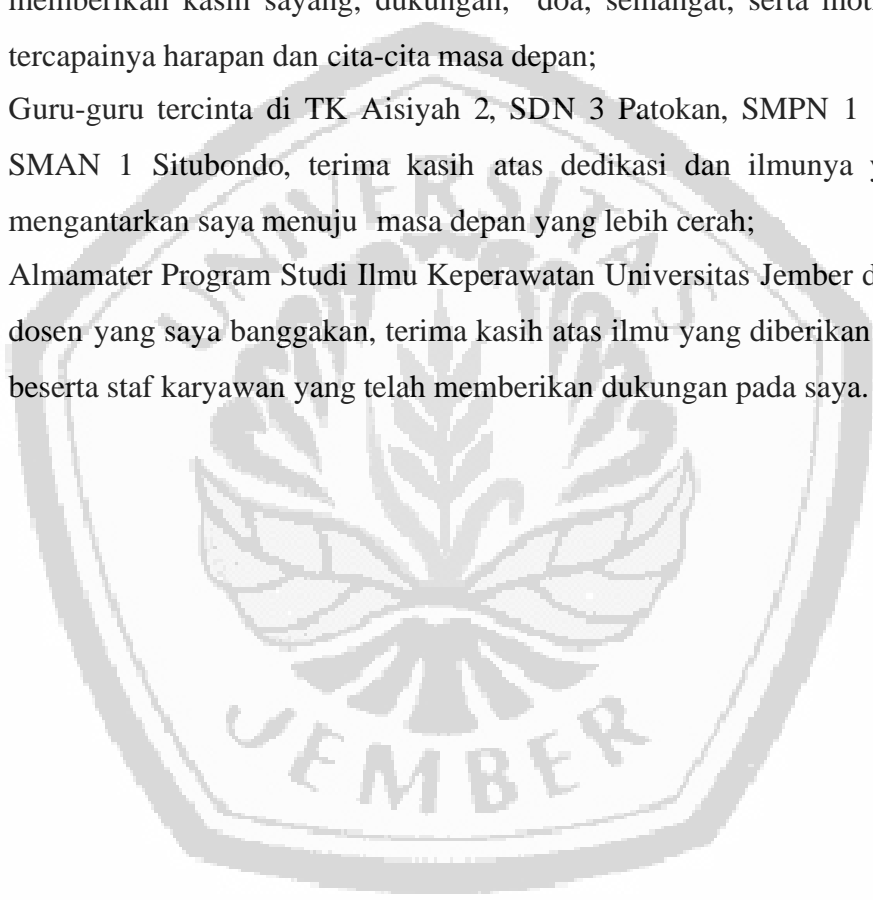 memberikan kasih sayang, dukungan, doa, semangat, serta
tercapainya harapan dan cita-cita masa depan;
Guru-guru tercinta di TK Aisiyah 2, SDN 3 Patokan, SMPN 1
SMAN 1 Situbondo, terima kasih atas dedikasi dan ilmunya
mengantarkan saya menuju masa depan yang lebih cerah;
Almamater Program Studi Ilmu Keperawatan Universitas Jember
dosen yang saya banggakan, terima kasih atas ilmu yang diberikan
beserta staf karyawan yang telah memberikan dukungan pada saya.
UNIVERSITAS
JEMBER